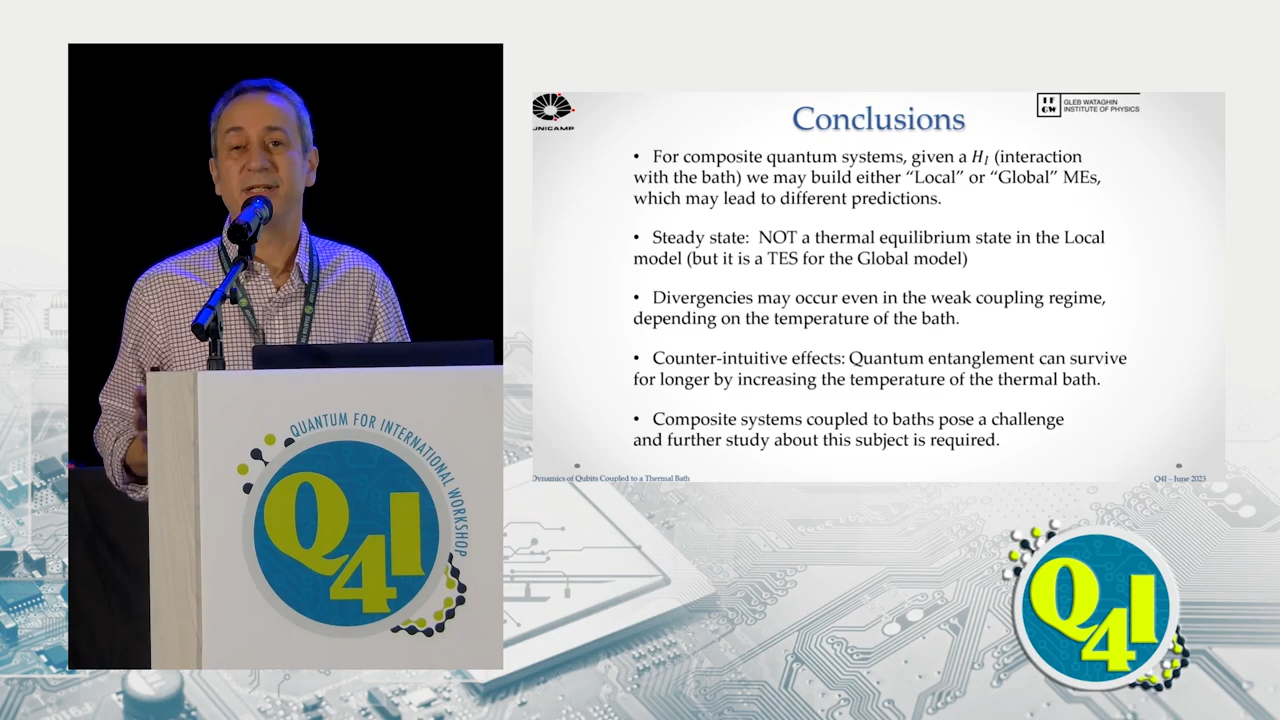 QUANTUM FOR INTERNATIONAL WORKSHOP
Q4I
UNICAMP
Conclusions
IF
GW
GLEB WATAGHIN
INSTITUTE OF PHYSICS
• For composite quantum systems, given a H_I (interaction
with the bath) we may build either “Local” or “Global” MEs,
which may lead to different predictions.
• Steady state: NOT a thermal equilibrium state in the Local
model (but it is a TES for the Global model)
• Divergencies may occur even in the weak coupling regime,
depending on the temperature of the bath.
• Counter-intuitive effects: Quantum entanglement can survive
for longer by increasing the temperature of the thermal bath.
• Composite systems coupled to baths pose a challenge
and further study about this subject is required.
Dynamics of Qubits Coupled to a Thermal Bath
Q4I – June 2023
Q4I